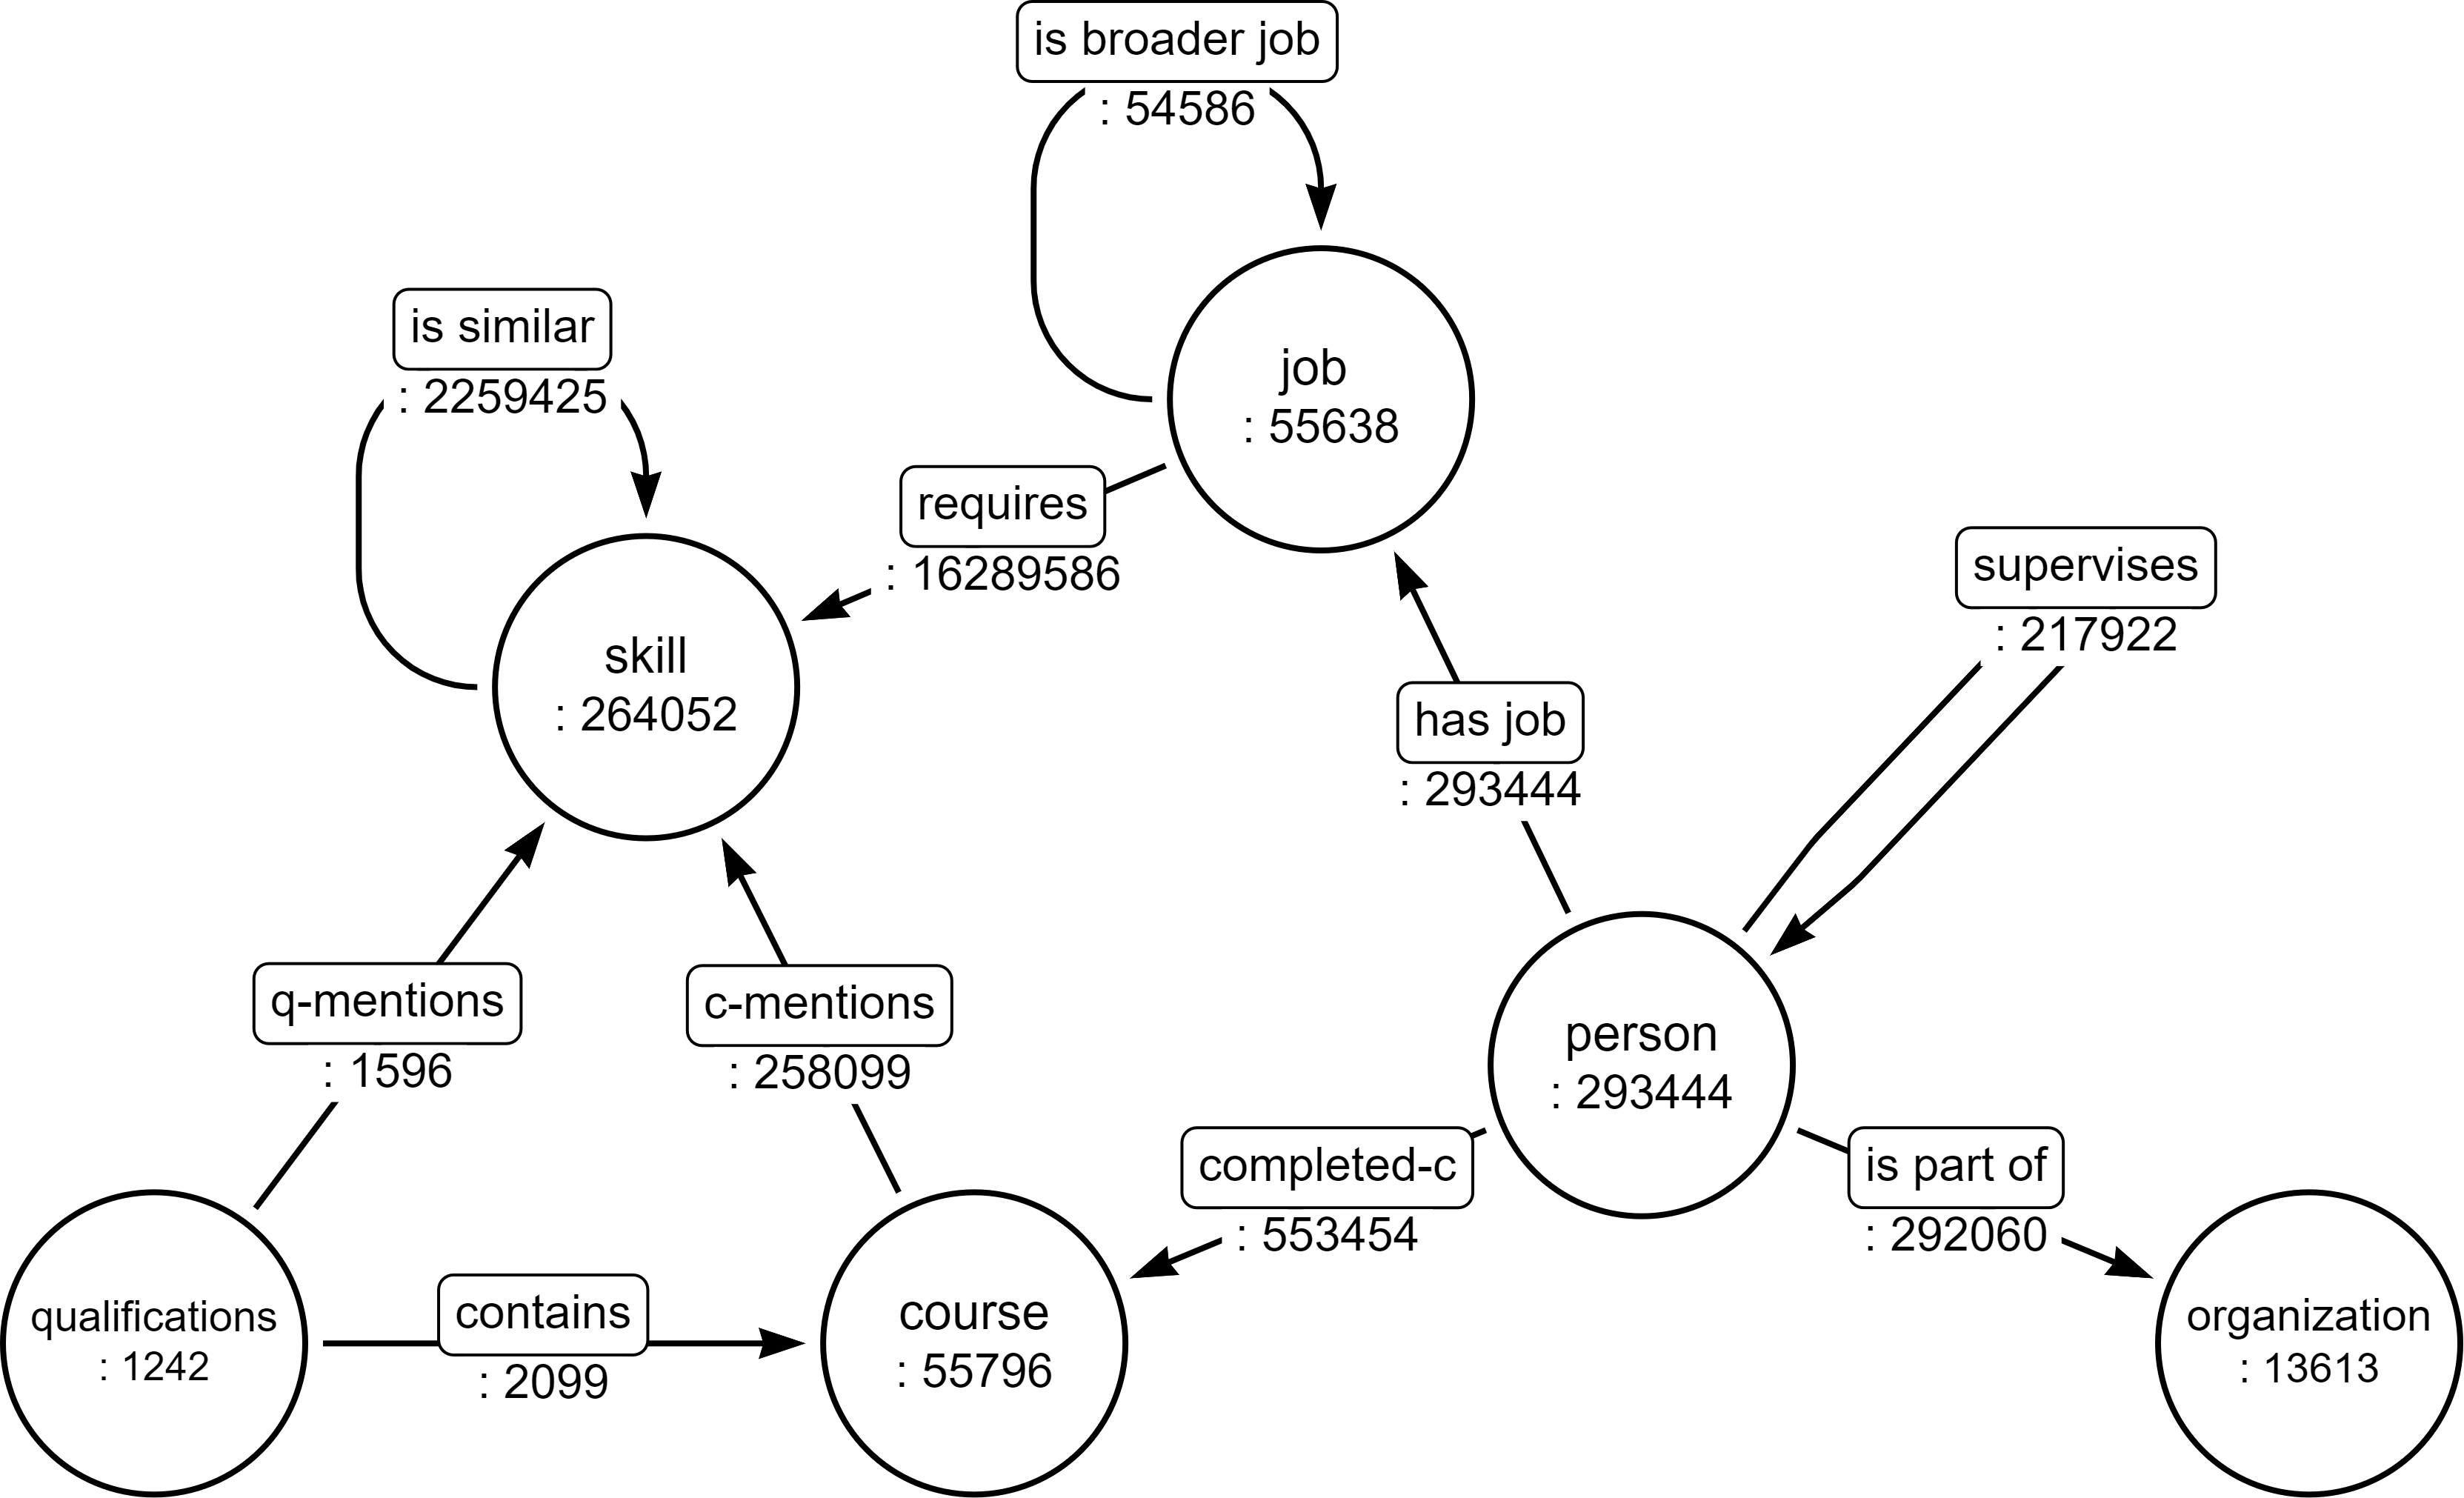 is broader job
: 54586
is similar
: 2259425
job
: 55638
requires
: 16289586
supervises
: 217922
skill
: 264052
has job
: 293444
q-mentions
: 1596
c-mentions
: 258099
person
: 293444
completed-c
: 553454
is part of
: 292060
qualifications
: 1242
contains
: 2099
course
: 55796
organization
: 13613